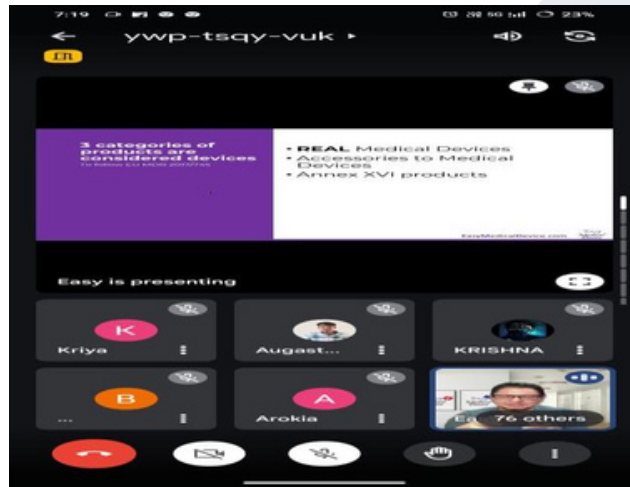 7:19
23%
ywp-tsqy-vuk
3 categories of
products are
considered devices
• REAL Medical Devices
• Accessories to Medical
Devices
• Annex XVI products
EasyMedicalDevice.com
Easy is presenting
K
Kriya
Augast...
KRISHNA
B
...
A
Arokia
76 others